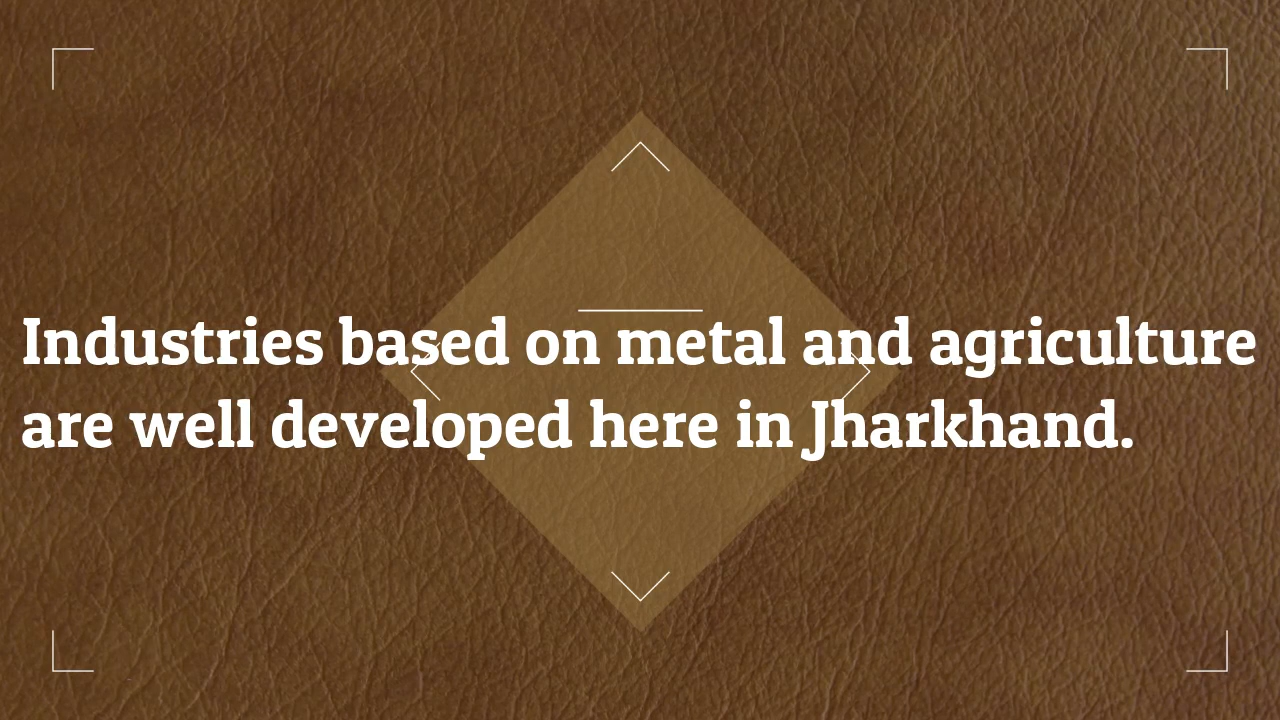 Industries based on metal and agriculture
are well developed here in Jharkhand.